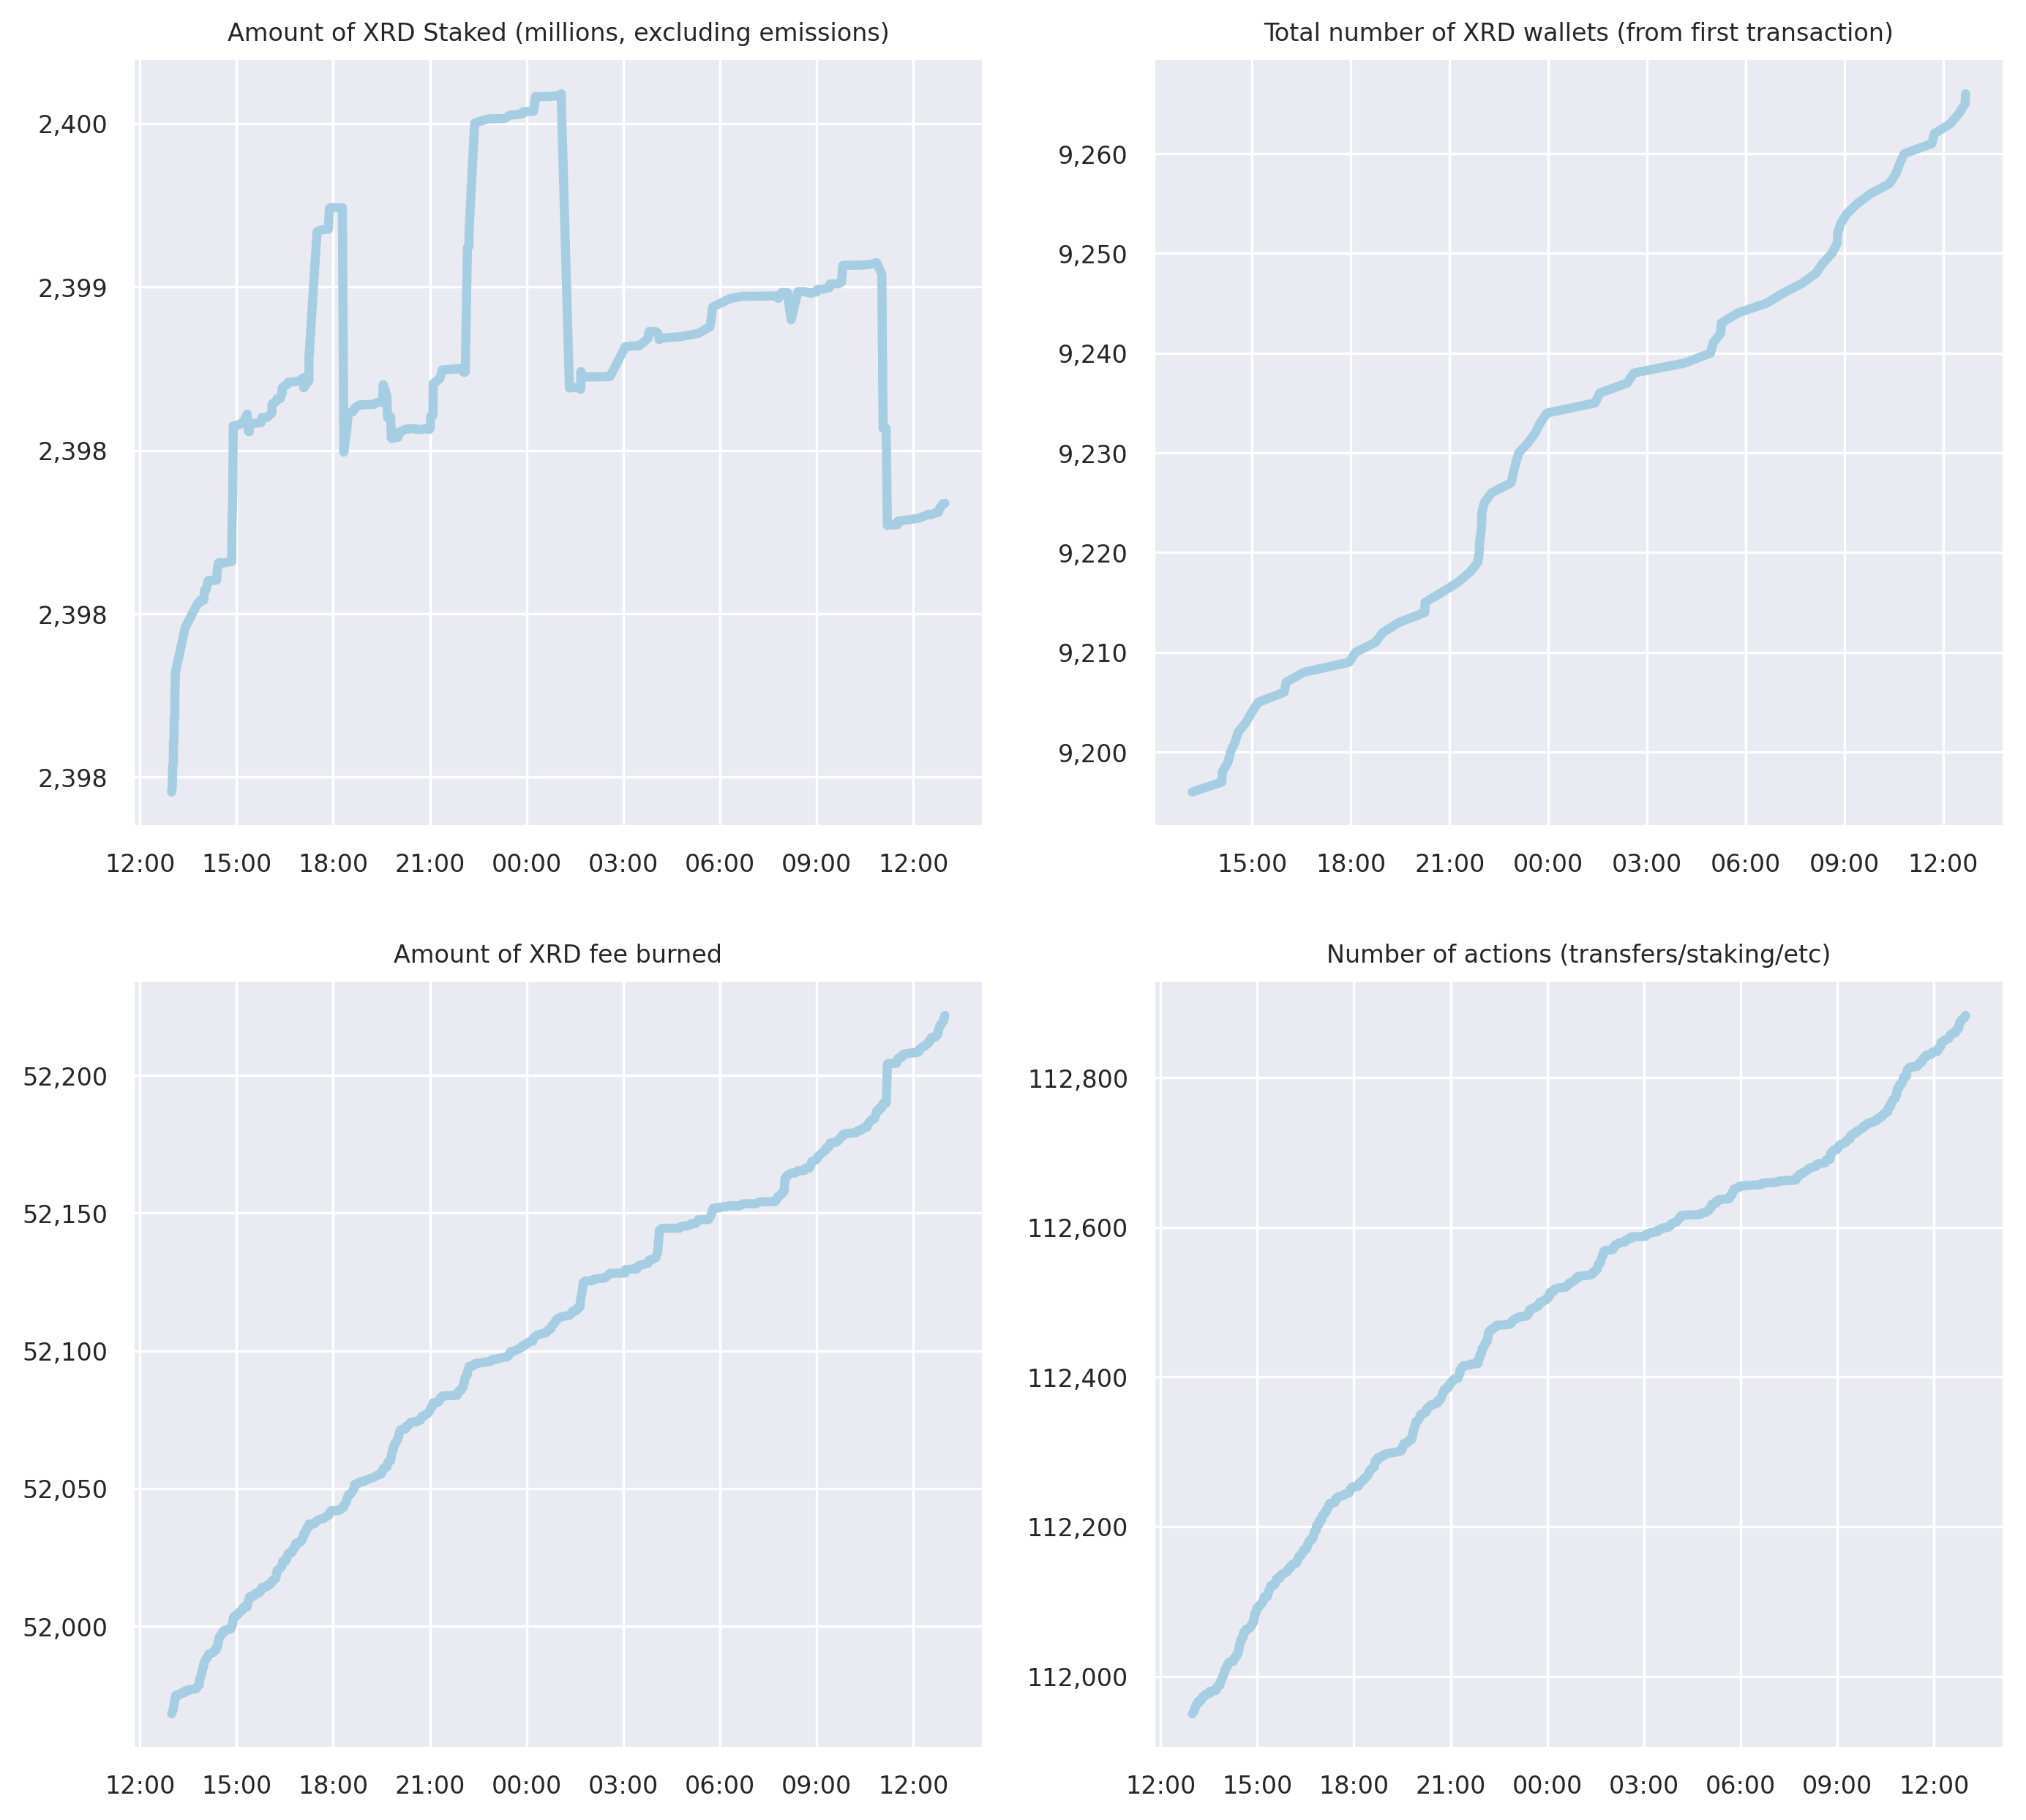 Amount of XRD Staked (millions, excluding emissions)
2,400
2,399
2,398
2,398
2,398
12:00 15:00 18:00 21:00 00:00 03:00 06:00 09:00 12:00
Total number of XRD wallets (from first transaction)
9,260
9,250
9,240
9,230
9,220
9,210
9,200
15:00 18:00 21:00 00:00 03:00 06:00 09:00 12:00
Amount of XRD fee burned
52,200
52,150
52,100
52,050
52,000
12:00 15:00 18:00 21:00 00:00 03:00 06:00 09:00 12:00
Number of actions (transfers/staking/etc)
112,800
112,600
112,400
112,200
112,000
12:00 15:00 18:00 21:00 00:00 03:00 06:00 09:00 12:00